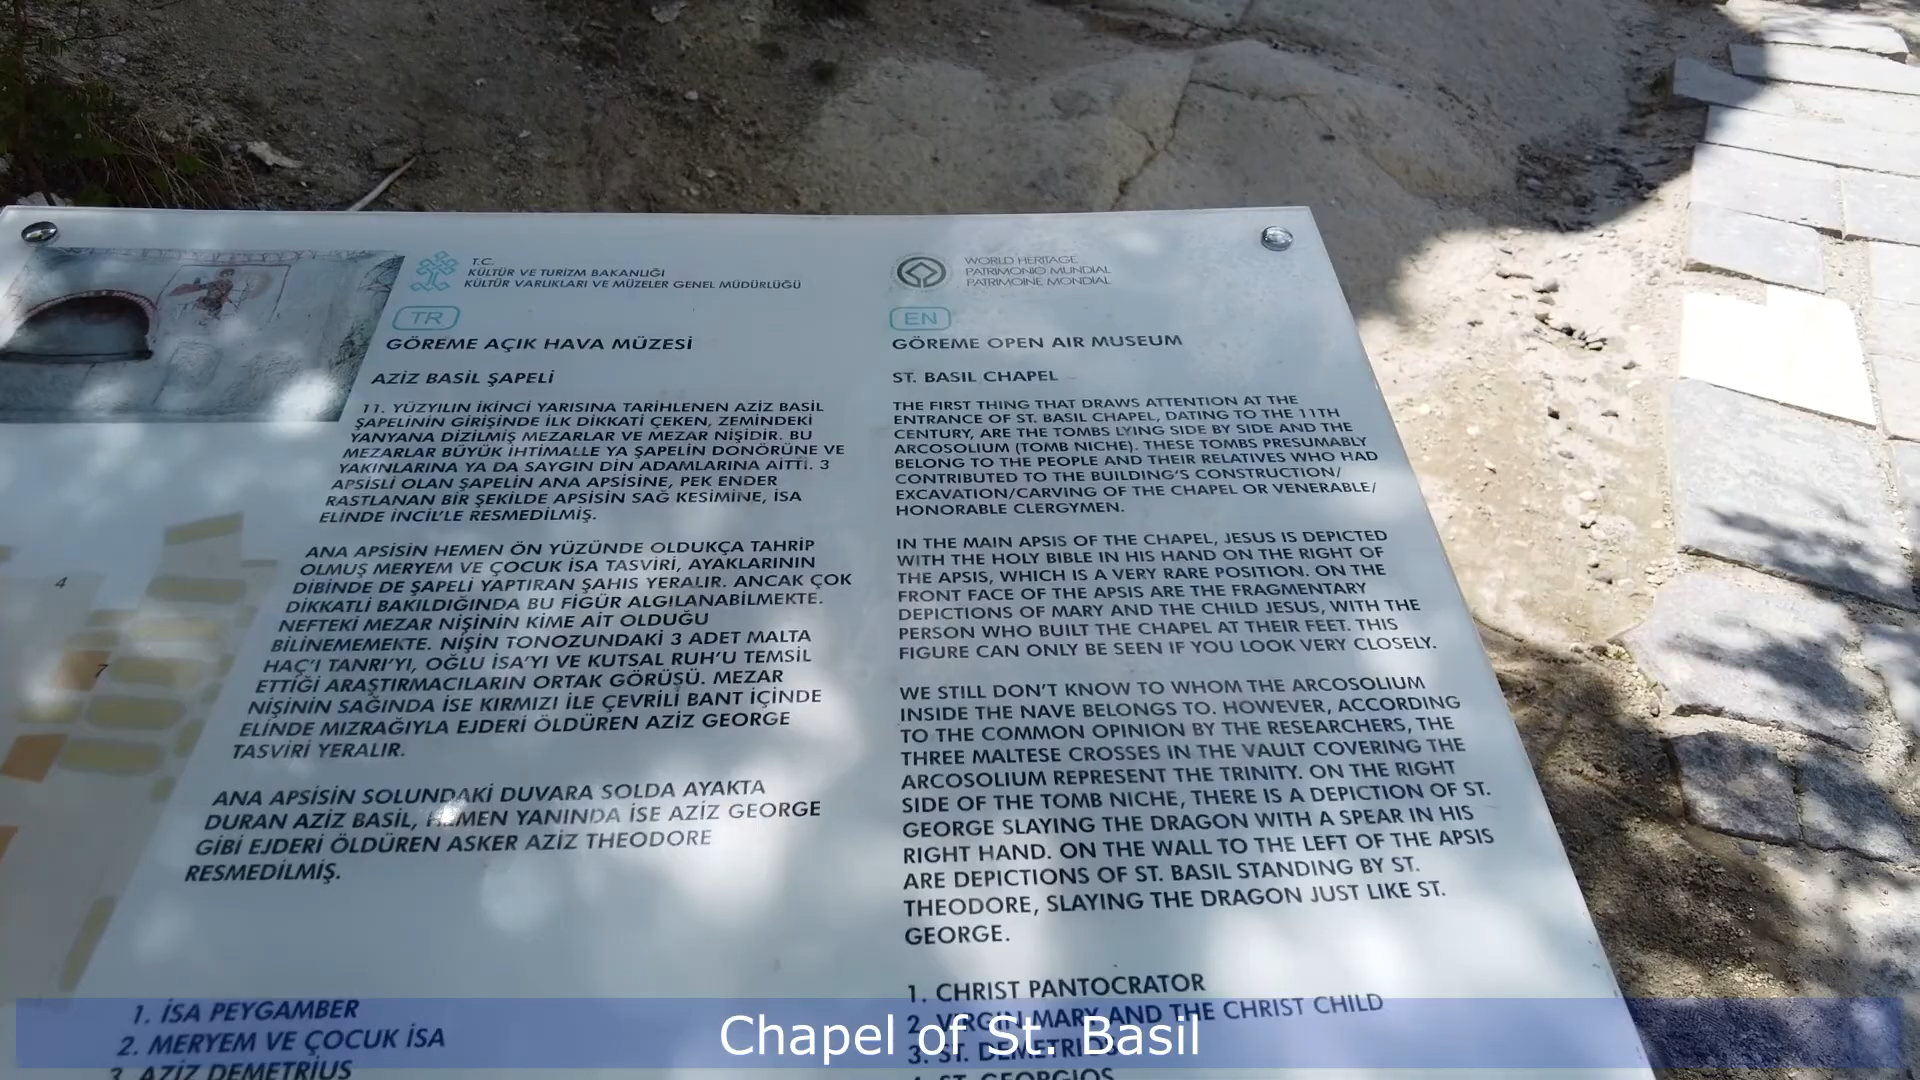 T.C.
KÜLTÜR VE TURİZM BAKANLIĞI
KÜLTÜR VARLIKLARI VE MÜZELER GENEL MÜDÜRLÜĞÜ
TR
GÖREME AÇIK HAVA MÜZESİ
AZİZ BASİL ŞAPELİ
11. YÜZYILIN İKİNCİ YARISINA TARİHLENEN AZİZ BASİL
ŞAPELİNİN GİRİŞİNDE İLK DİKKATİ ÇEKEN, ZEMİNDEKİ
YANYANA DİZİLMİŞ MEZARLAR VE MEZAR NİŞİDİR. BU
MEZARLAR BÜYÜK İHTİMALLE YA ŞAPELİN DONÖRÜNE VE
YAKINLARINA YA DA SAYGIN DİN ADAMLARINA AİTTİ. 3
APSİSLİ OLAN ŞAPELİN ANA APSİSİNE, PEK ENDER
RASTLANAN BİR ŞEKİLDE APSİSİN SAĞ KESİMİNE, İSA
ELİNDE İNCİL'LE RESMEDİLMİŞ.
ANA APSİSİN HEMEN ÖN YÜZÜNDE OLDUKÇA TAHRİP
OLMUŞ MERYEM VE ÇOCUK İSA TASVİRİ, AYAKLARININ
DİBİNDE DE ŞAPELİ YAPTIRAN ŞAHIS YERALIR. ANCAK ÇOK
DİKKATLİ BAKILDIĞINDA BU FİGÜR ALGILANABİLMEKTE.
NEFTEKİ MEZAR NİŞİNİN KİME AİT OLDUĞU
BİLİNEMEMEKTE. NİŞİN TONOZUNDAKİ 3 ADET MALTA
HAÇ'I TANRI'YI, OĞLU İSA'YI VE KUTSAL RUH'U TEMSİL
ETTİĞİ ARAŞTIRMACILARIN ORTAK GÖRÜŞÜ. MEZAR
NİŞİNİN SAĞINDA İSE KIRMIZI İLE ÇEVRİLİ BANT İÇİNDE
ELİNDE MIZRAĞIYLA EJDERİ ÖLDÜREN AZİZ GEORGE
TASVİRİ YERALIR.
ANA APSİSİN SOLUNDAKİ DUVARA SOLDA AYAKTA
DURAN AZİZ BASİL, HEMEN YANINDA İSE AZİZ GEORGE
GİBİ EJDERİ ÖLDÜREN ASKER AZİZ THEODORE
RESMEDİLMİŞ.
1. İSA PEYGAMBER
2. MERYEM VE ÇOCUK İSA
3. AZİZ DEMETRİUS
WORLD HERITAGE
PATRIMONIO MUNDIAL
PATRIMOINE MONDIAL
EN
GÖREME OPEN AIR MUSEUM
ST. BASIL CHAPEL
THE FIRST THING THAT DRAWS ATTENTION AT THE
ENTRANCE OF ST. BASIL CHAPEL, DATING TO THE 11TH
CENTURY, ARE THE TOMBS LYING SIDE BY SIDE AND THE
ARCOSOLIUM (TOMB NICHE). THESE TOMBS PRESUMABLY
BELONG TO THE PEOPLE AND THEIR RELATIVES WHO HAD
CONTRIBUTED TO THE BUILDING'S CONSTRUCTION/
EXCAVATION/CARVING OF THE CHAPEL OR VENERABLE/
HONORABLE CLERGYMEN.
IN THE MAIN APSIS OF THE CHAPEL, JESUS IS DEPICTED
WITH THE HOLY BIBLE IN HIS HAND ON THE RIGHT OF
THE APSIS, WHICH IS A VERY RARE POSITION. ON THE
FRONT FACE OF THE APSIS ARE THE FRAGMENTARY
DEPICTIONS OF MARY AND THE CHILD JESUS, WITH THE
PERSON WHO BUILT THE CHAPEL AT THEIR FEET. THIS
FIGURE CAN ONLY BE SEEN IF YOU LOOK VERY CLOSELY.
WE STILL DON'T KNOW TO WHOM THE ARCOSOLIUM
INSIDE THE NAVE BELONGS TO. HOWEVER, ACCORDING
TO THE COMMON OPINION BY THE RESEARCHERS, THE
THREE MALTESE CROSSES IN THE VAULT COVERING THE
ARCOSOLIUM REPRESENT THE TRINITY. ON THE RIGHT
SIDE OF THE TOMB NICHE, THERE IS A DEPICTION OF ST.
GEORGE SLAYING THE DRAGON WITH A SPEAR IN HIS
RIGHT HAND. ON THE WALL TO THE LEFT OF THE APSIS
ARE DEPICTIONS OF ST. BASIL STANDING BY ST.
THEODORE, SLAYING THE DRAGON JUST LIKE ST.
GEORGE.
1. CHRIST PANTOCRATOR
2. VIRGIN MARY AND THE CHRIST CHILD
3. ST. DEMETRIOS
4. ST. GEORGIOS
4
7
Chapel of St. Basil